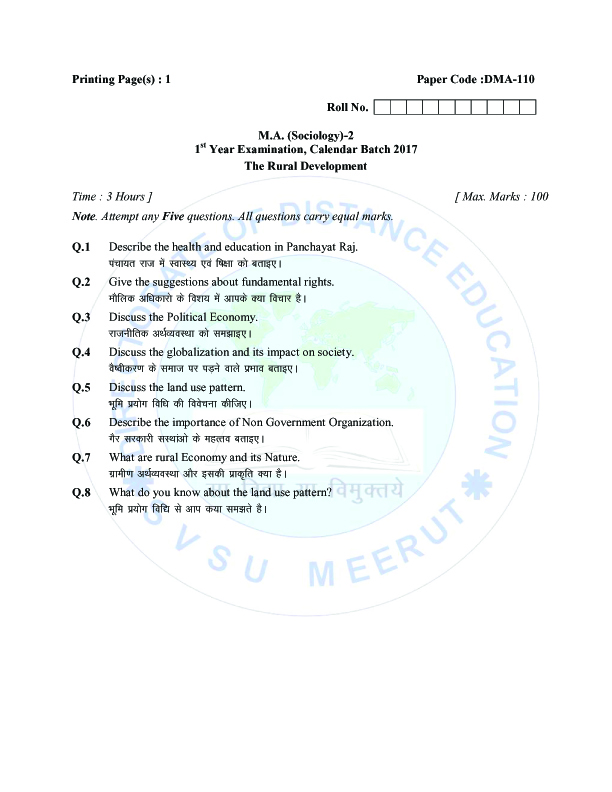 Printing Page(s) : 1 Paper Code :DMA-110
Roll No.
M.A. (Sociology)-2
1st Year Examination, Calendar Batch 2017
The Rural Development
Time : 3 Hours ] [ Max. Marks : 100
Note. Attempt any Five questions. All questions carry equal marks.
Q.1 Describe the health and education in Panchayat Raj.
पंचायत राज में स्वास्थ्य एवं षिक्षा को बताइए।
Q.2 Give the suggestions about fundamental rights.
मौलिक अधिकारो के विशय में आपके क्या विचार है।
Q.3 Discuss the Political Economy.
राजनीतिक अर्थव्यवस्था को समझाइए।
Q.4 Discuss the globalization and its impact on society.
वैष्वीकरण के समाज पर पड़ने वाले प्रभाव बताइए।
Q.5 Discuss the land use pattern.
भूमि प्रयोग विधि की विवेचना कीजिए।
Q.6 Describe the importance of Non Government Organization.
गैर सरकारी सस्थांओ के महत्तव बताइए।
Q.7 What are rural Economy and its Nature.
ग्रामीण अर्थव्यवस्था और इसकी प्राकृति क्या है।
Q.8 What do you know about the land use pattern?
भूमि प्रयोग विद्यि से आप कया समझते है।
DIRECTORATE OF DISTANCE EDUCATION
सा विद्या या विमुक्तये
SVSU MEERUT